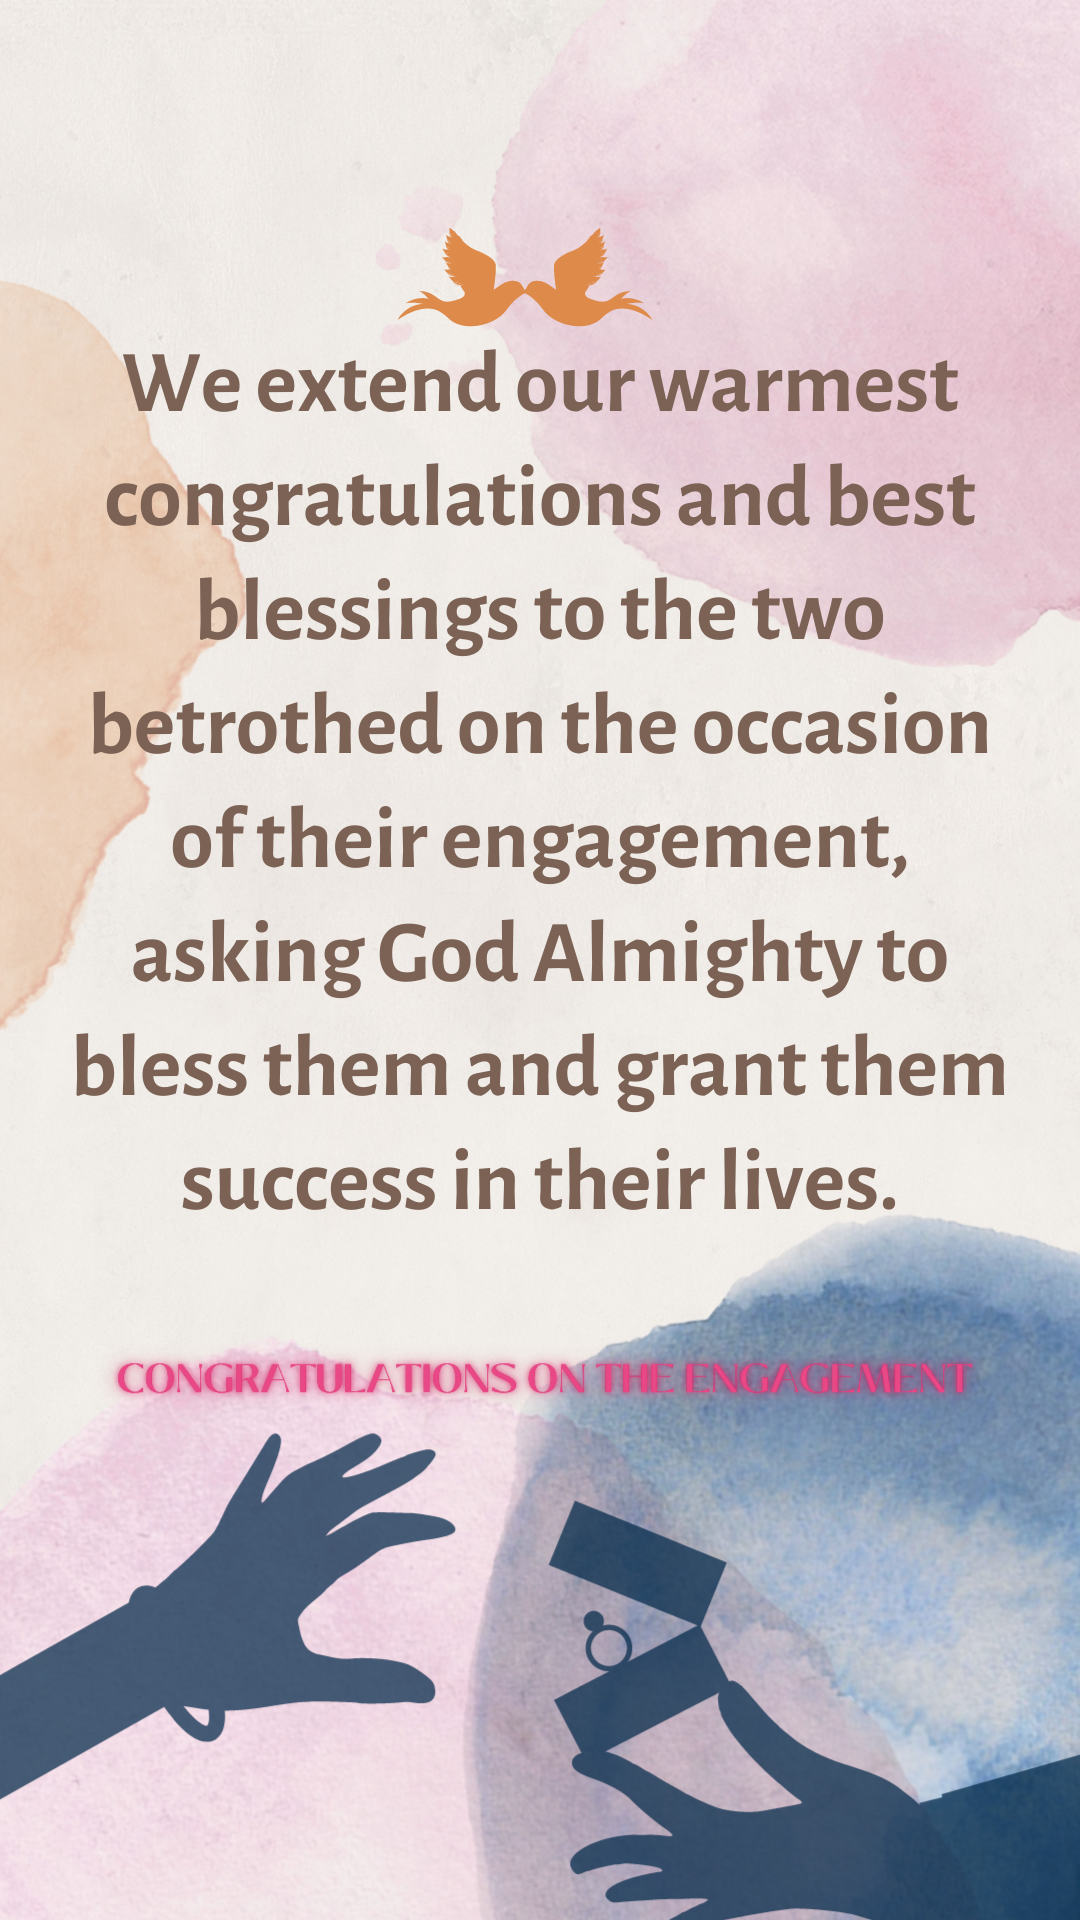 We extend our warmest
congratulations and best
blessings to the two
betrothed on the occasion
of their engagement,
asking God Almighty to
bless them and grant them
success in their lives.
CONGRATULATIONS ON THE ENGAGEMENT